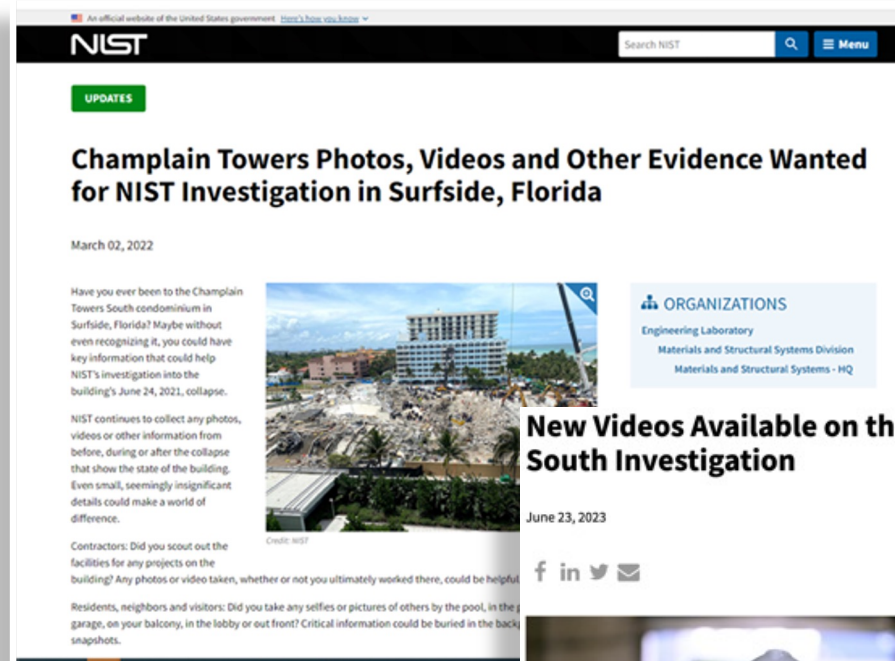 An official website of the United States government Here's how you know
NIST
Search NIST
Menu
UPDATES
Champlain Towers Photos, Videos and Other Evidence Wanted
for NIST Investigation in Surfside, Florida
March 02, 2022
Have you ever been to the Champlain
Towers South condominium in
Surfside, Florida? Maybe without
even recognizing it, you could have
key information that could help
NIST's investigation into the
building's June 24, 2021, collapse.
NIST continues to collect any photos,
videos or other information from
before, during or after the collapse
that show the state of the building.
Even small, seemingly insignificant
details could make a world of
difference.
Credit: NIST
Contractors: Did you scout out the
facilities for any projects on the
building? Any photos or video taken, whether or not you ultimately worked there, could be helpful
Residents, neighbors and visitors: Did you take any selfies or pictures of others by the pool, in the
garage, on your balcony, in the lobby or out front? Critical information could be buried in the
snapshots.
ORGANIZATIONS
Engineering Laboratory
Materials and Structural Systems Division
Materials and Structural Systems - HQ
New Videos Available on th
South Investigation
June 23, 2023